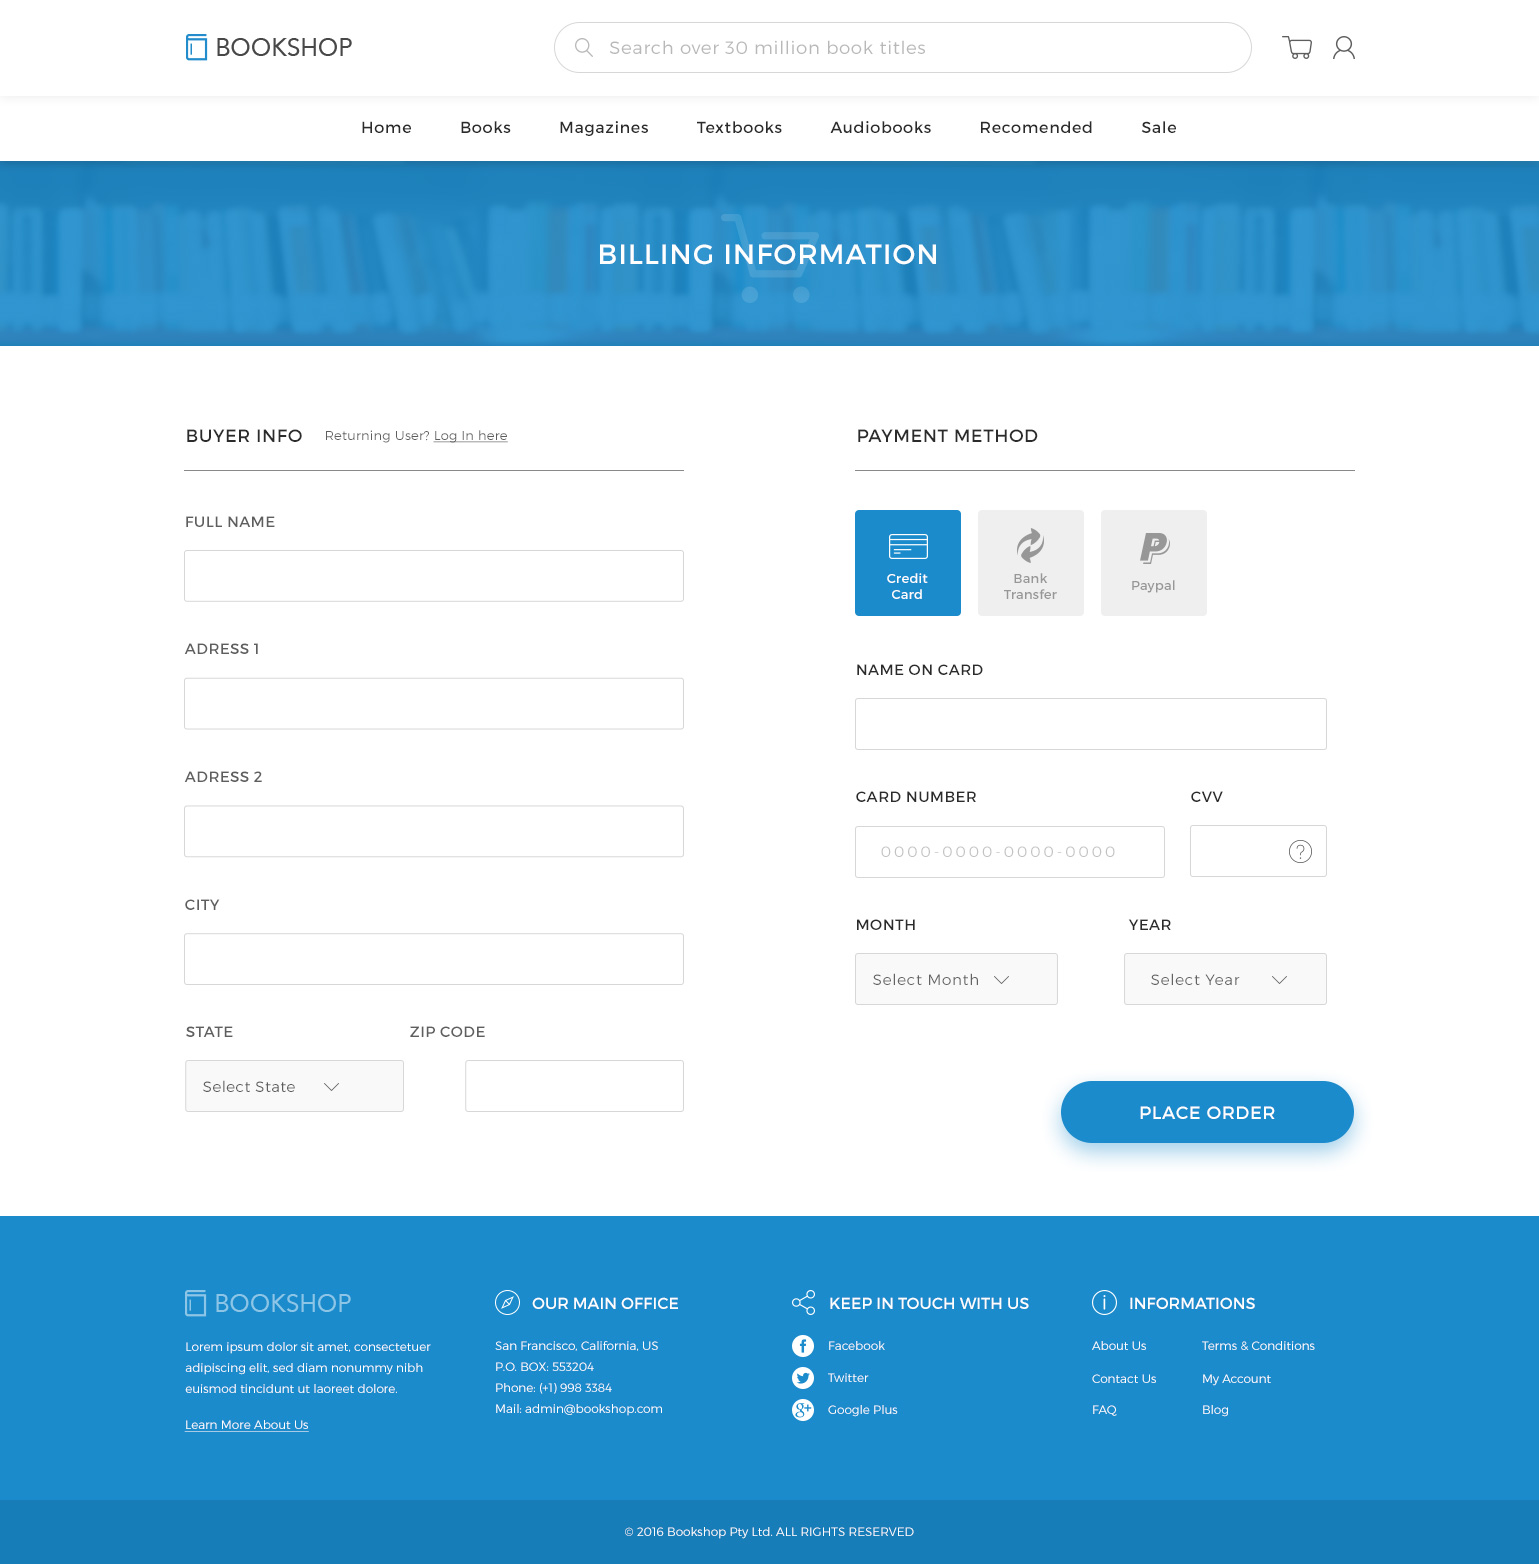 BOOKSHOP
Search over 30 million book titles
Home Books Magazines Textbooks Audiobooks Recomended Sale
BILLING INFORMATION
BUYER INFO Returning User? Log In here
FULL NAME
ADRESS 1
ADRESS 2
CITY
STATE ZIP CODE
Select State
PAYMENT METHOD
Credit
Card
Bank
Transfer
Paypal
NAME ON CARD
CARD NUMBER CVV
0000-0000-0000-0000
?
MONTH YEAR
Select Month Select Year
PLACE ORDER
BOOKSHOP
Lorem ipsum dolor sit amet, consectetuer
adipiscing elit, sed diam nonummy nibh
euismod tincidunt ut laoreet dolore.
Learn More About Us
OUR MAIN OFFICE
San Francisco, California, US
P.O. BOX: 553204
Phone: (+1) 998 3384
Mail: admin@bookshop.com
KEEP IN TOUCH WITH US
Facebook
Twitter
Google Plus
INFORMATIONS
About Us Terms & Conditions
Contact Us My Account
FAQ Blog
© 2016 Bookshop Pty Ltd. ALL RIGHTS RESERVED